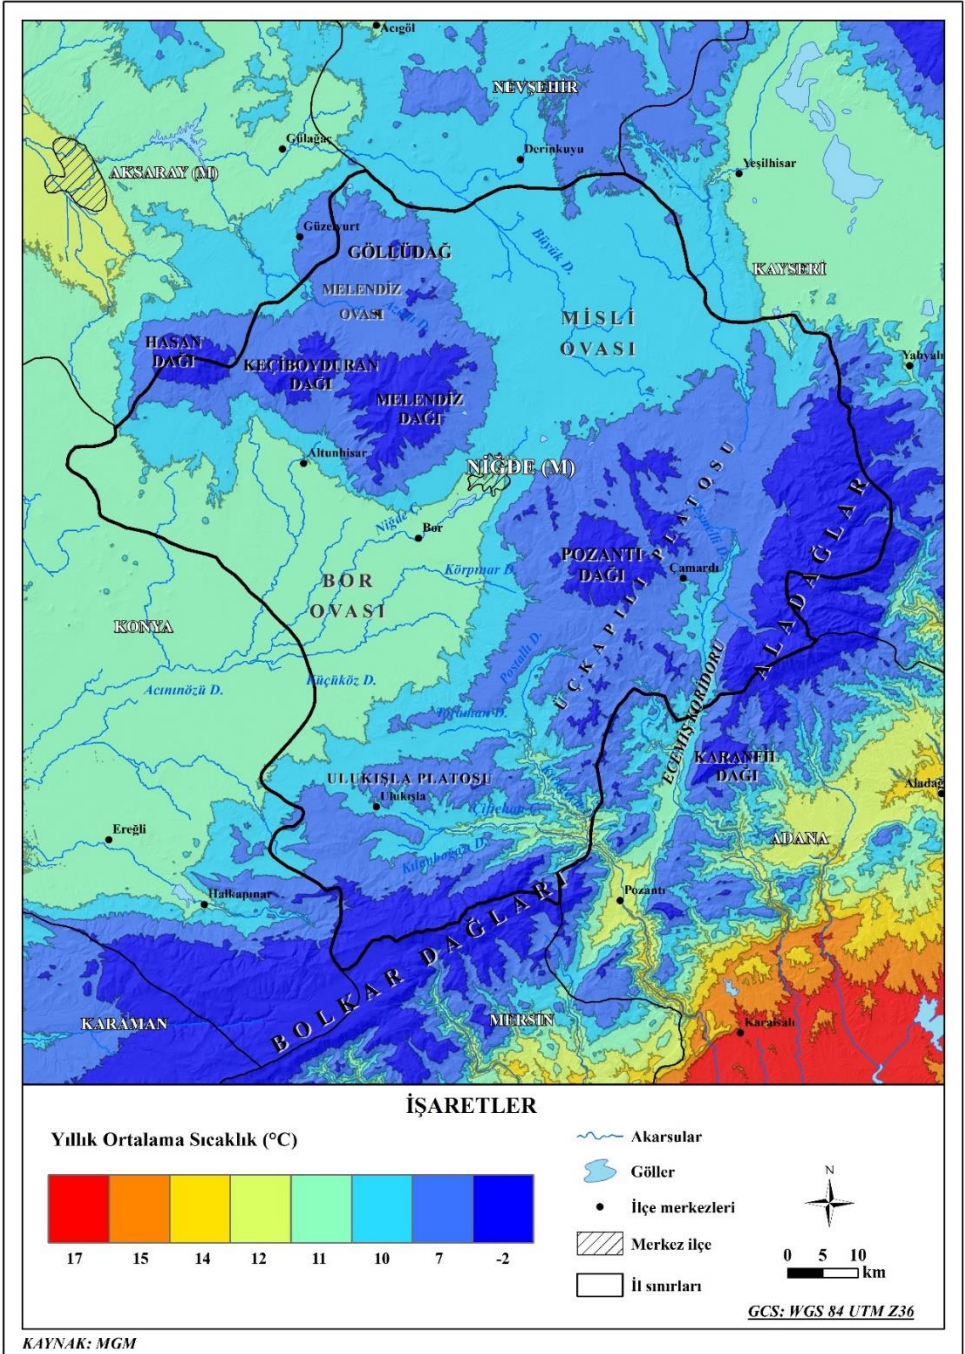 Acıgöl
NEVŞEHİR
Gülağaç
Derinkuyu
Yeşilhisar
AKSARAY (M)
Güzelyurt
GÖLLÜDAĞ
Büyük D.
KAYSERİ
MELENDİZ
OVASI
MİSLİ
OVASI
HASAN
DAĞI
KEÇİBOYDURAN
DAĞI
MELENDİZ
DAĞI
Yahyalı
Altunhisar
NİĞDE (M)
Niğde Ç.
Bor
ÜÇKAPILI PLATOSU
POZANTI
DAĞI
Çamardı
ALADAĞLAR
Körpınar D.
BOR
OVASI
KONYA
Acınınözü D.
Küçüköz D.
Postallı D.
ECEMİŞ KORİDORU
KARANFİL
DAĞI
ULUKIŞLA PLATOSU
Ulukışla
Çiftehan Ç.
Aladağ
Ereğli
ADANA
Halkapınar
Pozantı
BOLKAR DAĞLARI
KARAMAN
MERSİN
Karaisalı
İŞARETLER
Yıllık Ortalama Sıcaklık (°C)
17 15 14 12 11 10 7 -2
Akarsular
Göller
İlçe merkezleri
Merkez ilçe
İl sınırları
N
0 5 10
km
GCS: WGS 84 UTM Z36
KAYNAK: MGM